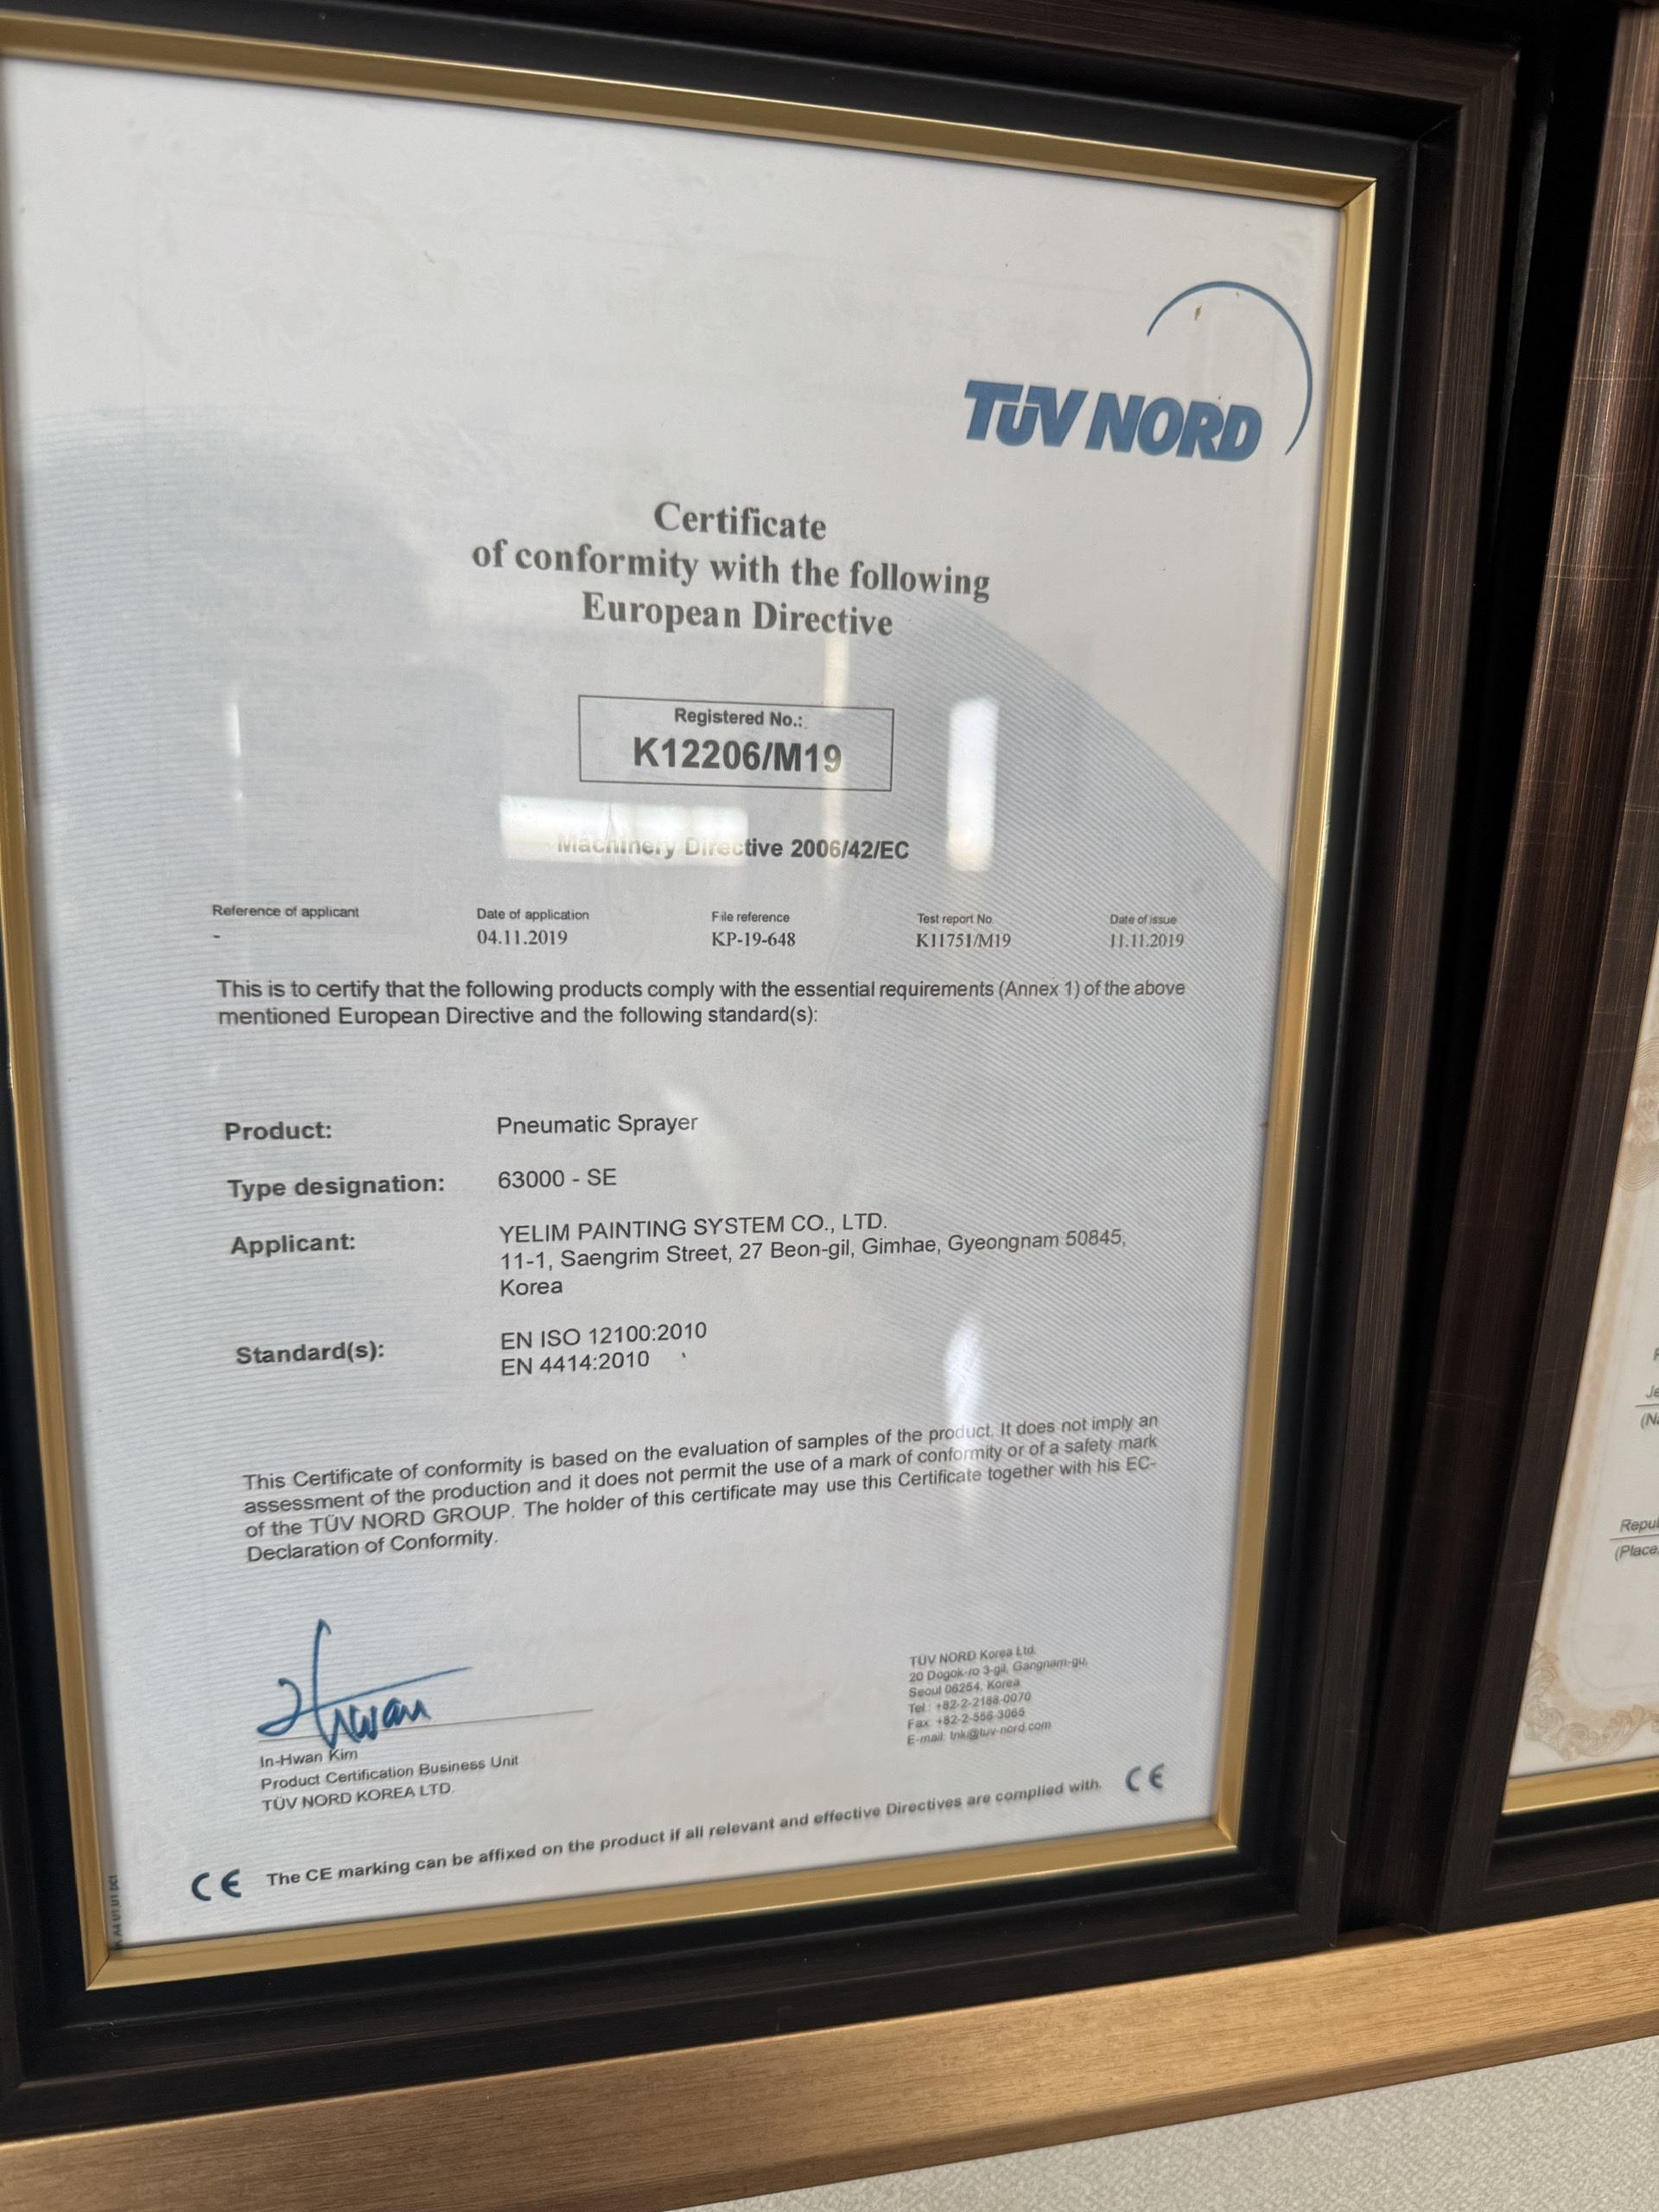 TÜV NORD
Certificate
of conformity with the following
European Directive
Registered No.:
K12206/M19
Machinery Directive 2006/42/EC
Reference of applicant
-
Date of application
04.11.2019
File reference
KP-19-648
Test report No.
K11751/M19
Date of issue
11.11.2019
This is to certify that the following products comply with the essential requirements (Annex 1) of the above
mentioned European Directive and the following standard(s):
Product: Pneumatic Sprayer
Type designation: 63000 - SE
Applicant: YELIM PAINTING SYSTEM CO., LTD.
11-1, Saengrim Street, 27 Beon-gil, Gimhae, Gyeongnam 50845,
Korea
Standard(s): EN ISO 12100:2010
EN 4414:2010
This Certificate of conformity is based on the evaluation of samples of the product. It does not imply an
assessment of the production and it does not permit the use of a mark of conformity or of a safety mark
of the TÜV NORD GROUP. The holder of this certificate may use this Certificate together with his EC-
Declaration of Conformity.
In-Hwan Kim
Product Certification Business Unit
TÜV NORD KOREA LTD.
TÜV NORD Korea Ltd.
20 Dogok-ro 3-gil, Gangnam-gu,
Seoul 06254, Korea
Tel.: +82-2-2188-0070
Fax: +82-2-556-3065
E-mail: tnk@tuv-nord.com
CE The CE marking can be affixed on the product if all relevant and effective Directives are complied with. CE